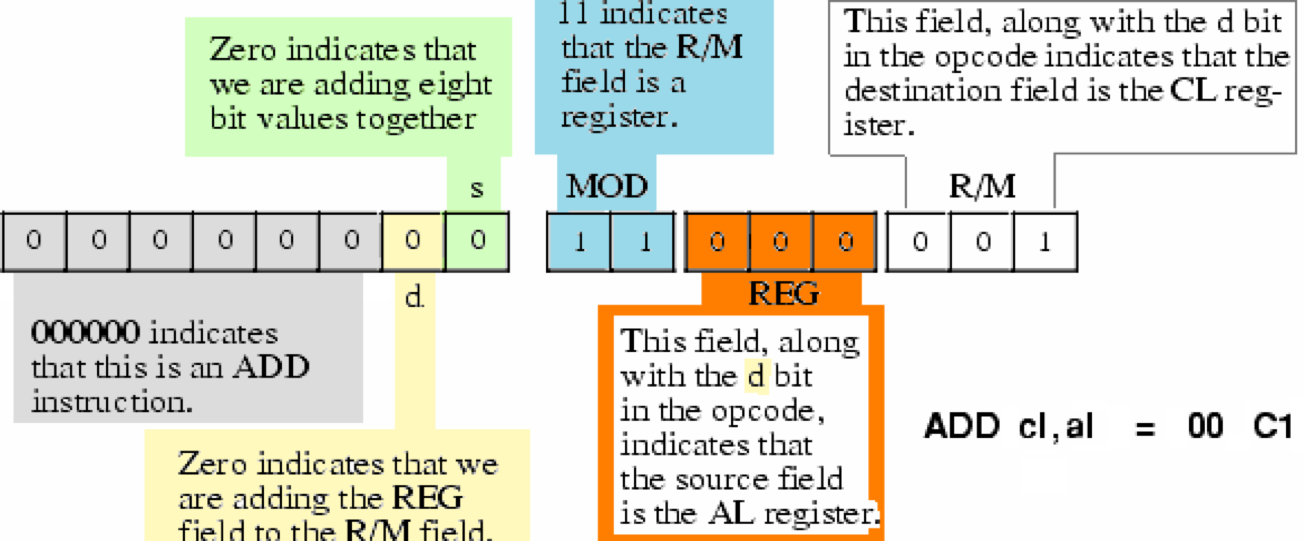 Zero indicates that
we are adding eight
bit values together
11 indicates
that the R/M
field is a
register.
This field, along with the d bit
in the opcode indicates that the
destination field is the CL reg-
ister.
s
MOD
R/M
0 0 0 0 0 0 0 0 1 1 0 0 0 0 0 1
d
REG
000000 indicates
that this is an ADD
instruction.
Zero indicates that we
are adding the REG
field to the R/M field.
This field, along
with the d bit
in the opcode,
indicates that
the source field
is the AL register.
ADD cl,al = 00 C1